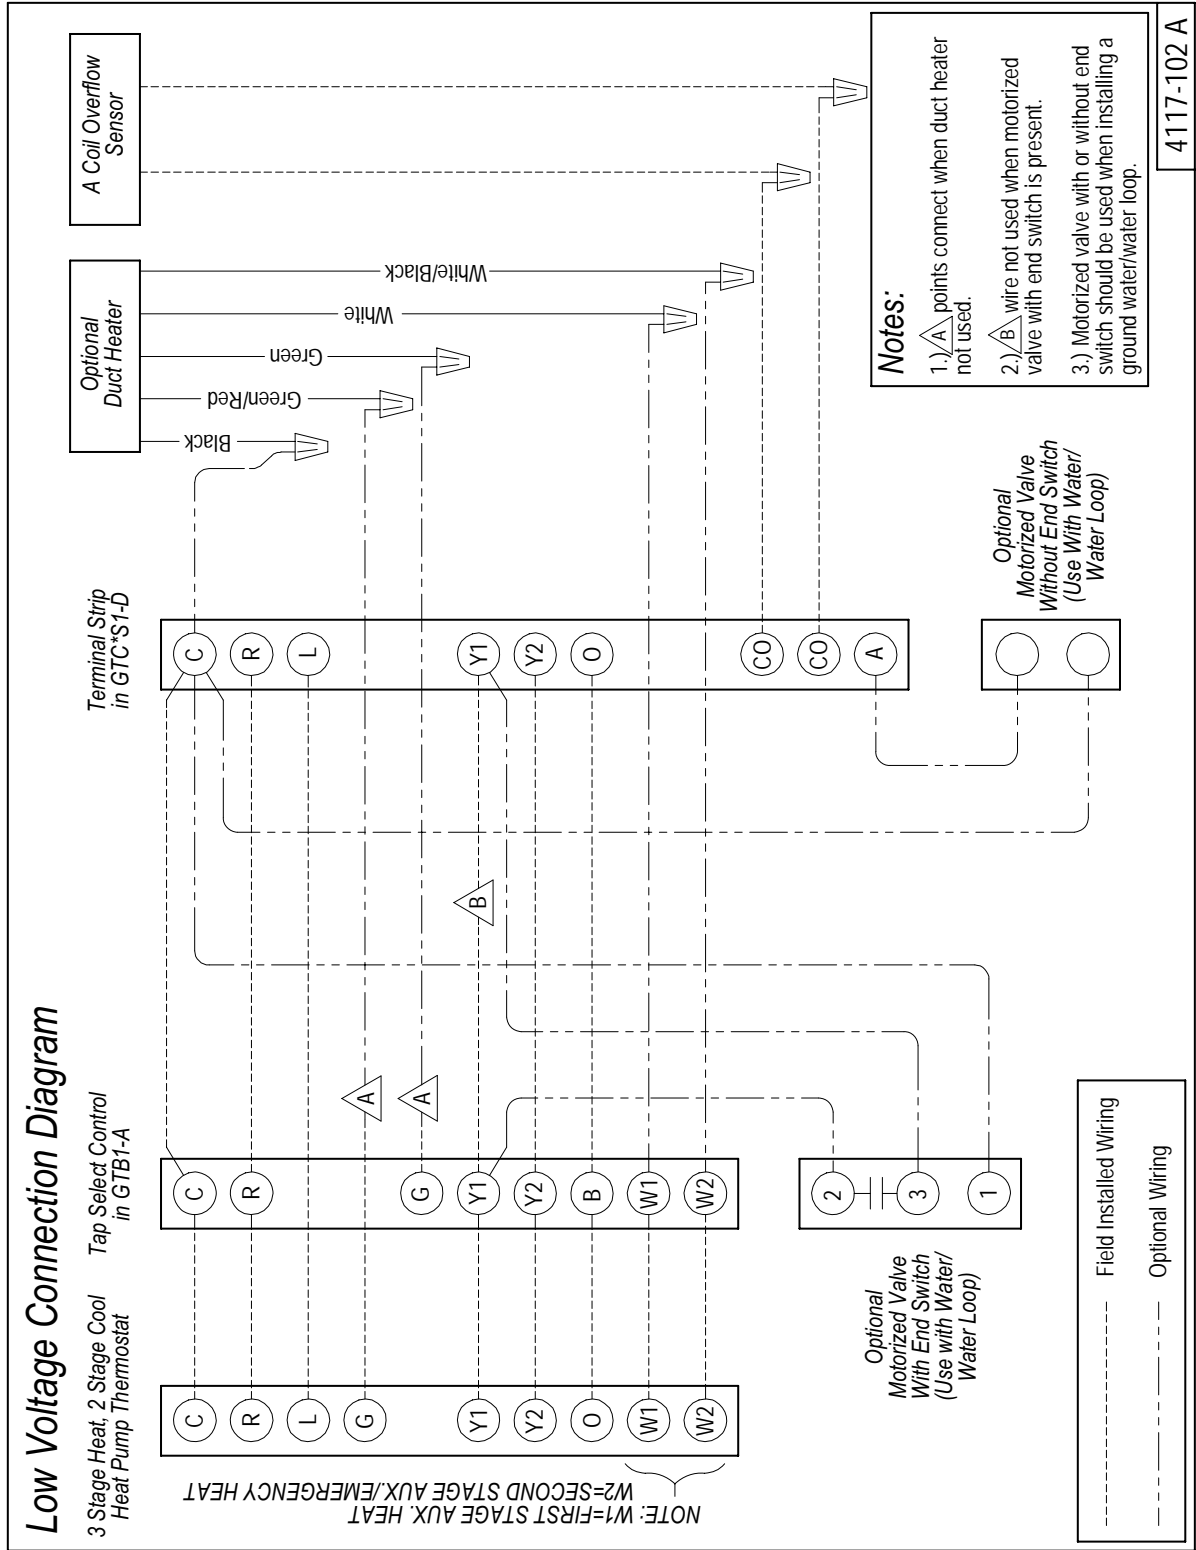 Low Voltage Connection Diagram
3 Stage Heat, 2 Stage Cool
Heat Pump Thermostat
Tap Select Control
in GTB1-A
Terminal Strip
in GTC*S1-D
Optional
Duct Heater
A Coil Overflow
Sensor
C
R
L
G
Y1
Y2
O
W1
W2
NOTE: W1=FIRST STAGE AUX. HEAT
W2=SECOND STAGE AUX./EMERGENCY HEAT
C
R
G
Y1
Y2
B
W1
W2
A
A
B
C
R
L
Y1
Y2
O
CO
CO
A
Black
Green/Red
Green
White
White/Black
Optional
Motorized Valve
With End Switch
(Use with Water/
Water Loop)
2
3
1
Optional
Motorized Valve
Without End Switch
(Use With Water/
Water Loop)
Field Installed Wiring
Optional Wiring
Notes:
1.) A points connect when duct heater
not used.
2.) B wire not used when motorized
valve with end switch is present.
3.) Motorized valve with or without end
switch should be used when installing a
ground water/water loop.
4117-102 A